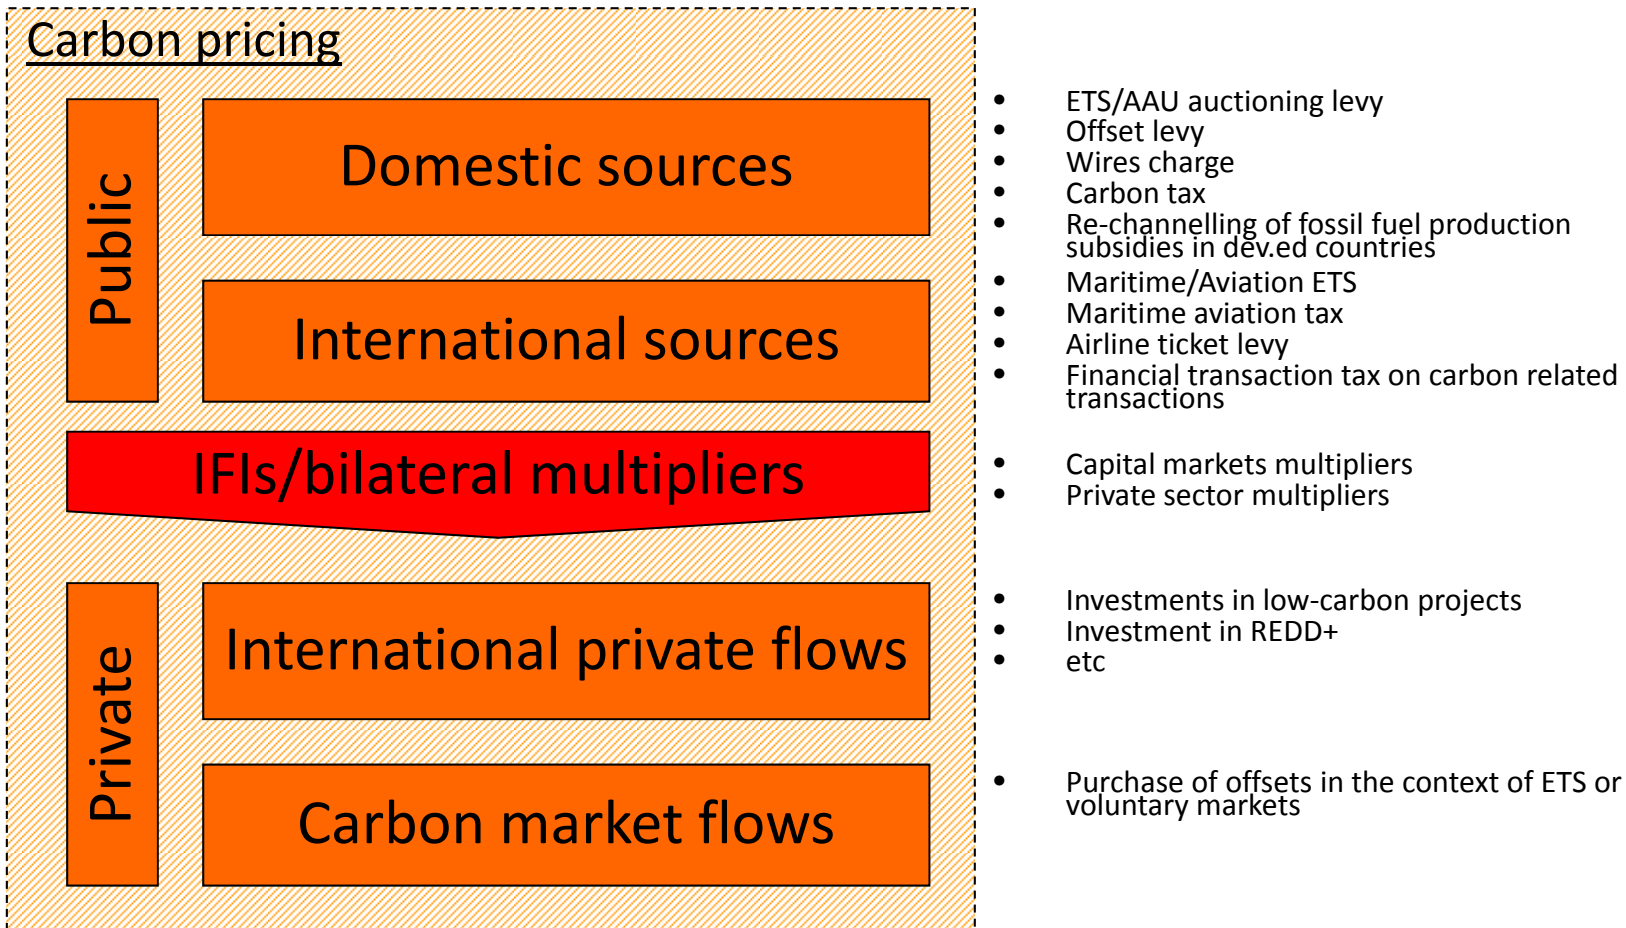 Carbon pricing
Public
Domestic sources
• ETS/AAU auctioning levy
• Offset levy
• Wires charge
• Carbon tax
• Re-channelling of fossil fuel production
subsidies in dev.ed countries
International sources
• Maritime/Aviation ETS
• Maritime aviation tax
• Airline ticket levy
• Financial transaction tax on carbon related
transactions
IFIs/bilateral multipliers
• Capital markets multipliers
• Private sector multipliers
Private
International private flows
• Investments in low-carbon projects
• Investment in REDD+
• etc
Carbon market flows
• Purchase of offsets in the context of ETS or
voluntary markets